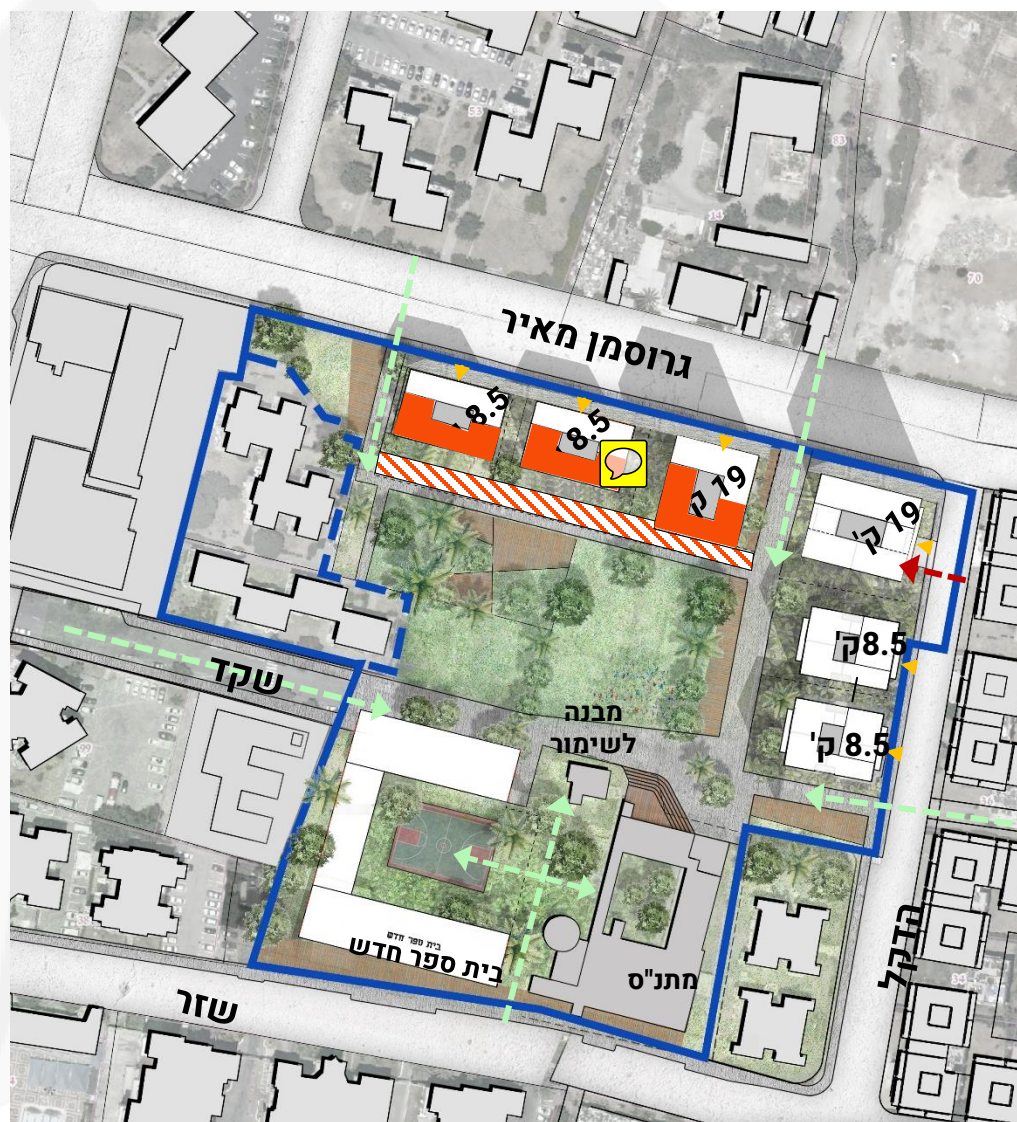 גרוסמן מאיר
8.5
8.5
19 ק
19 ק'
8.5ק'
8.5 ק'
שקד
מבנה
לשימור
בית ספר חדש
בית ספר חדש
מתנ"ס
הדקל
שזר